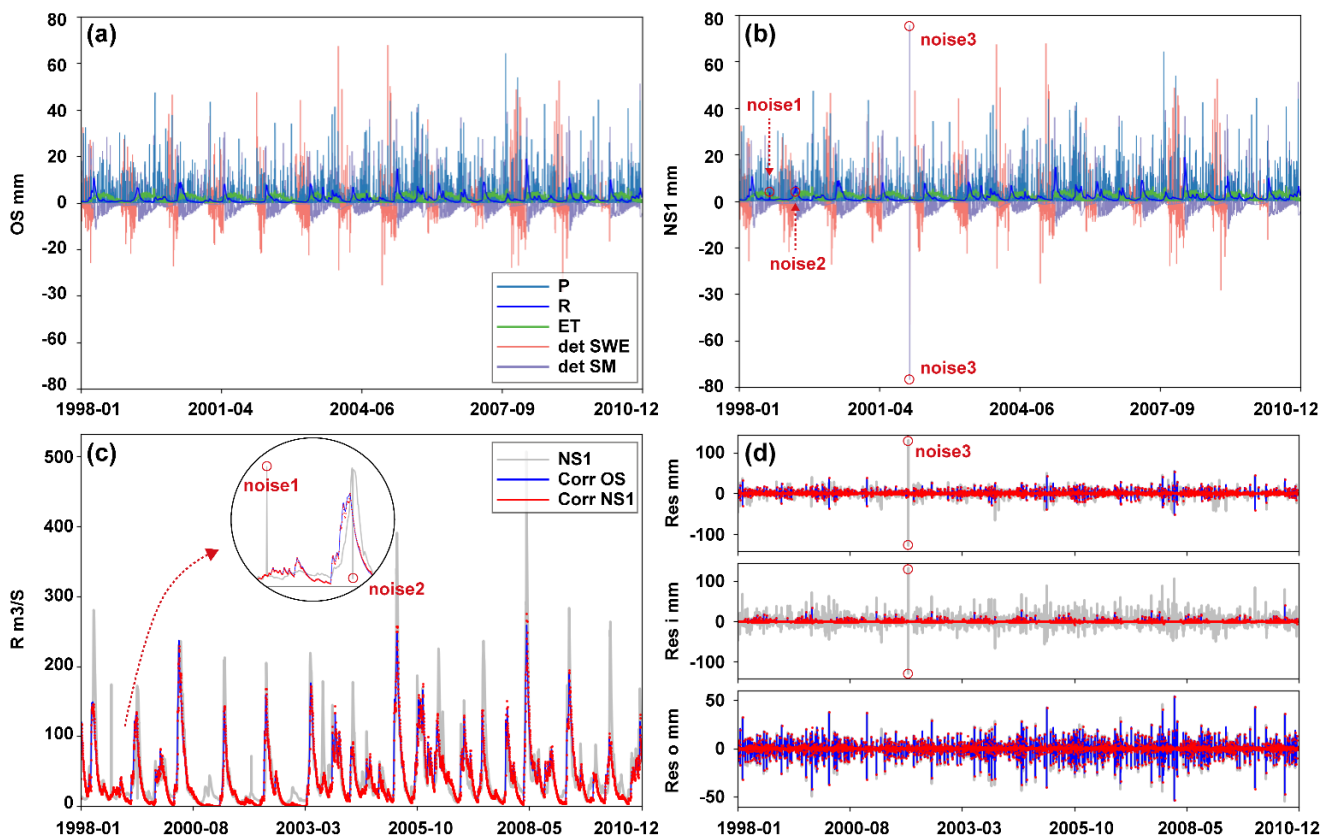 (a)
OS mm
80
60
40
20
0
-20
-40
-60
-80
P
R
ET
det SWE
det SM
1998-01
2001-04
2004-06
2007-09
2010-12
(b)
NS1 mm
80
60
40
20
0
-20
-40
-60
-80
noise3
noise1
noise2
noise3
1998-01
2001-04
2004-06
2007-09
2010-12
(c)
R m3/S
500
400
300
200
100
0
NS1
Corr OS
Corr NS1
noise1
noise2
1998-01
2000-08
2003-03
2005-10
2008-05
2010-12
(d)
Res mm
100
0
-100
noise3
Res i mm
100
0
-100
Res o mm
50
0
-50
1998-01
2000-08
2003-03
2005-10
2008-05
2010-12